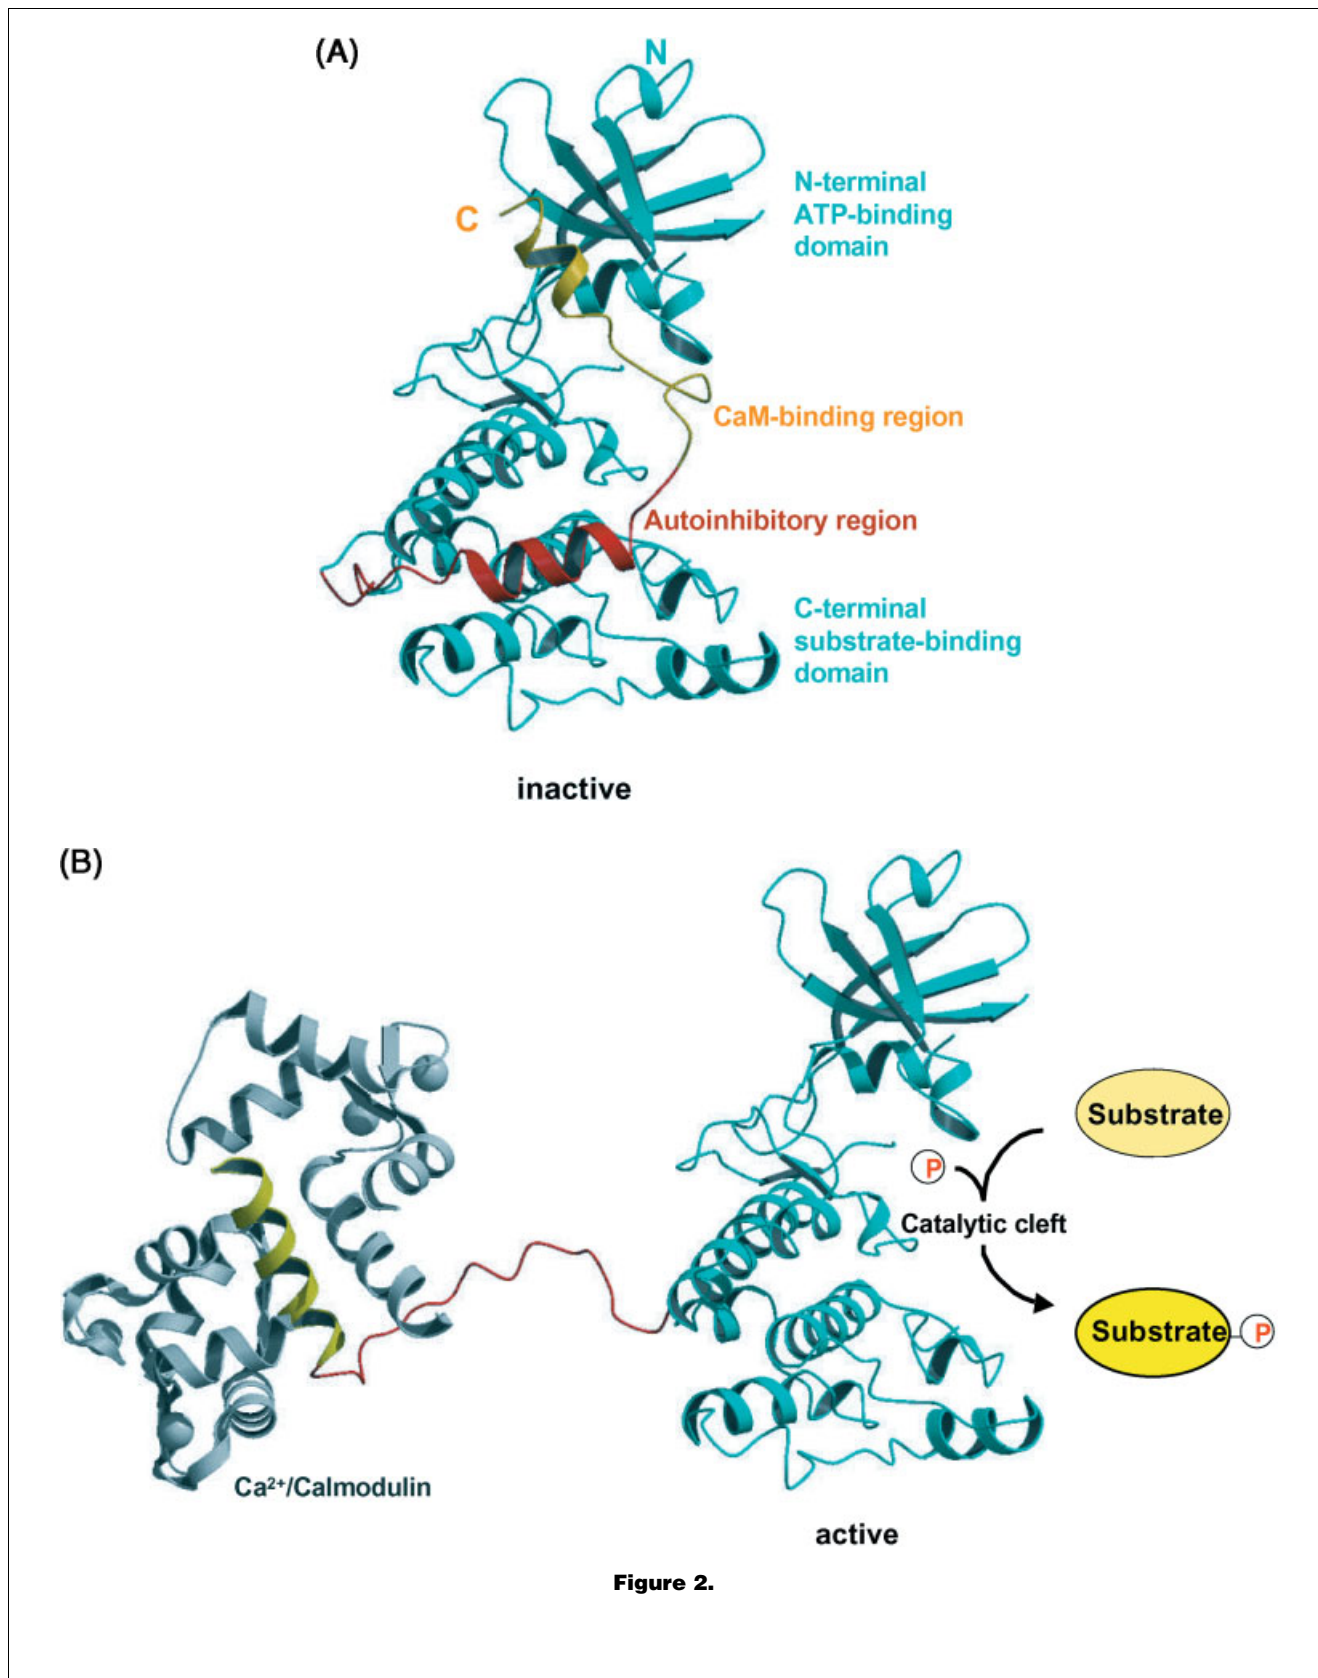 (A)
N
N-terminal
ATP-binding
domain
C
CaM-binding region
Autoinhibitory region
C-terminal
substrate-binding
domain
inactive
(B)
Substrate
P
Catalytic cleft
Substrate
P
Ca²⁺/Calmodulin
active
Figure 2.